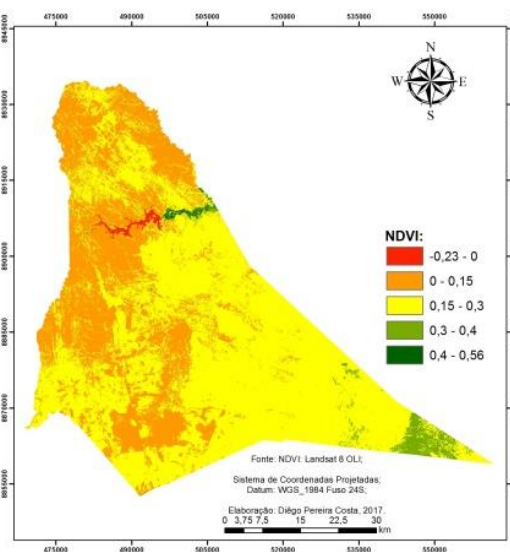 475000 490000 505000 520000 535000 550000
8945000
8930000
8915000
8900000
8885000
8870000
8855000
N
W E
S
NDVI:
-0,23 - 0
0 - 0,15
0,15 - 0,3
0,3 - 0,4
0,4 - 0,56
Fonte: NDVI: Landsat 8 OLI;
Sistema de Coordenadas Projetadas;
Datum: WGS_1984 Fuso 24S;
Elaboração: Diêgo Pereira Costa, 2017.
0 3,75 7,5 15 22,5 30
km
475000 490000 505000 520000 535000 550000